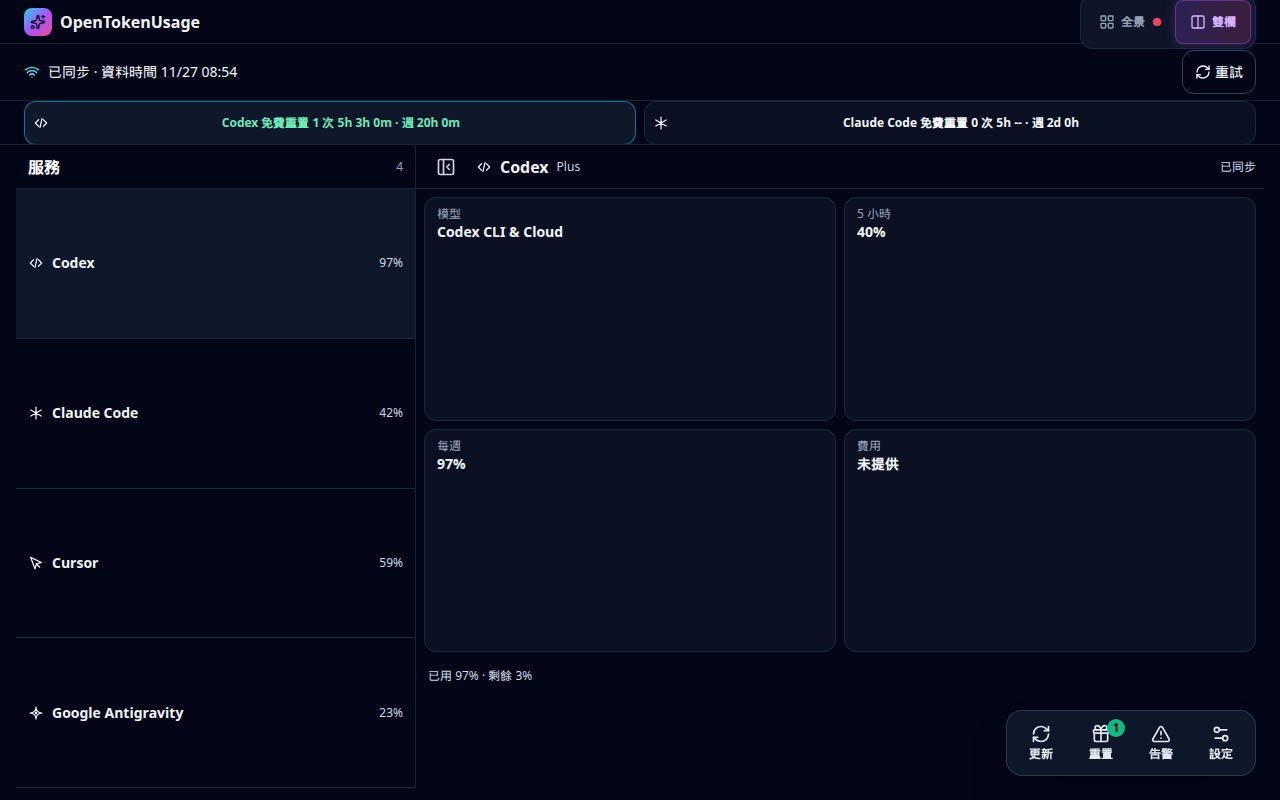 OpenTokenUsage
全景
雙欄
已同步 · 資料時間 11/27 08:54
重試
Codex 免費重置 1 次 5h 3h 0m · 週 20h 0m
Claude Code 免費重置 0 次 5h -- · 週 2d 0h
服務 4
Codex Plus 已同步
Codex 97%
Claude Code 42%
Cursor 59%
Google Antigravity 23%
模型
Codex CLI & Cloud
5 小時
40%
每週
97%
費用
未提供
已用 97% · 剩餘 3%
更新
1
重置
告警
設定